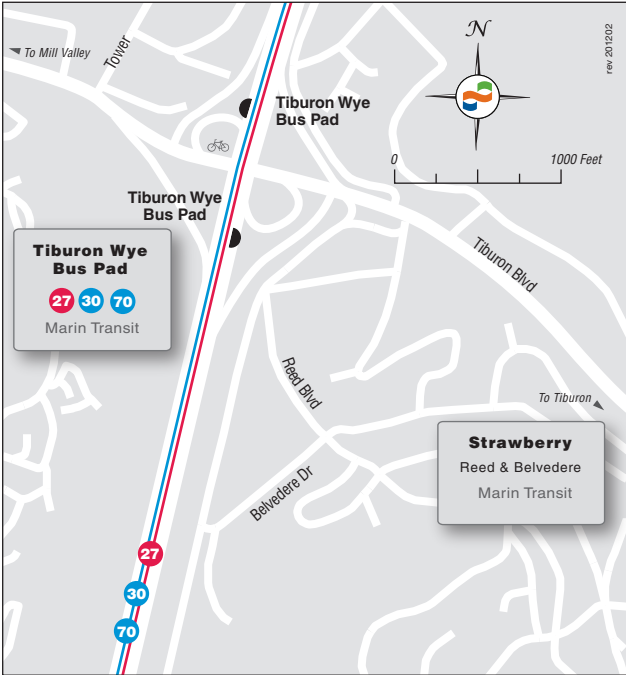 To Mill Valley
Tower
N
rev 201202
Tiburon Wye
Bus Pad
0
1000 Feet
Tiburon Wye
Bus Pad
Tiburon Wye
Bus Pad
27 30 70
Marin Transit
Tiburon Blvd
Reed Blvd
To Tiburon
Strawberry
Reed & Belvedere
Marin Transit
Belvedere Dr
27
30
70